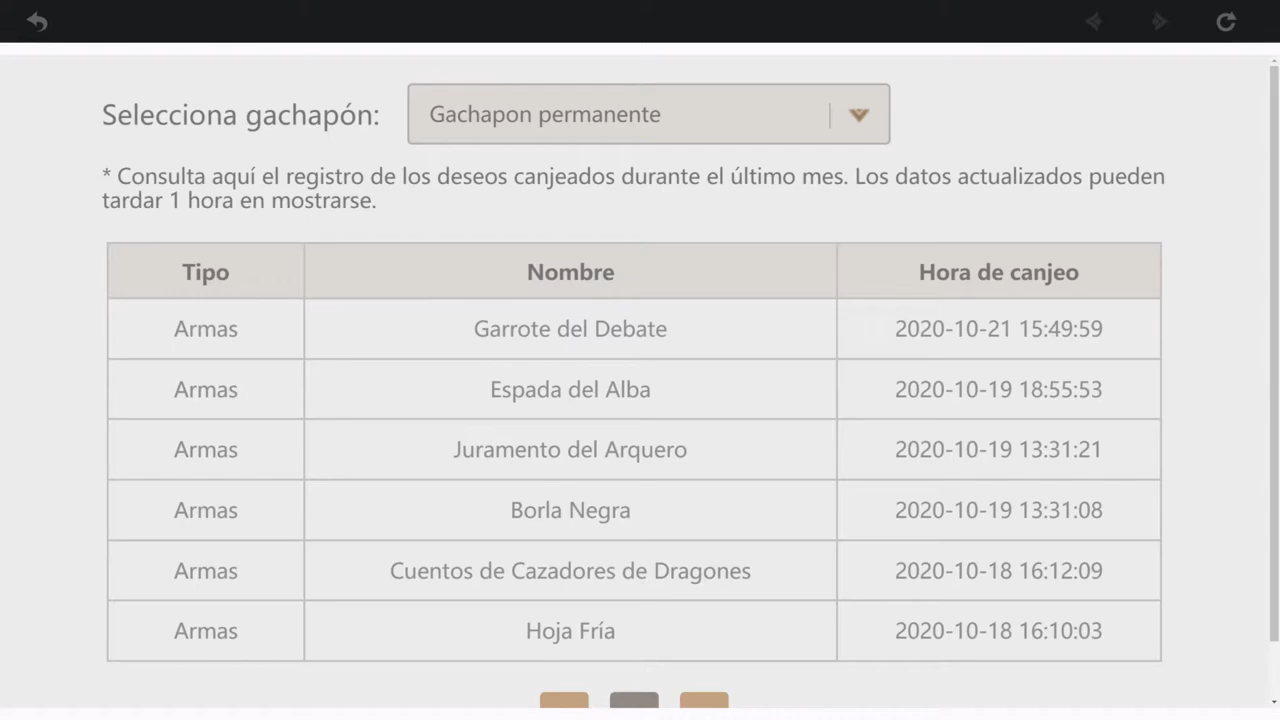 Selecciona gachapón:
Gachapon permanente
* Consulta aquí el registro de los deseos canjeados durante el último mes. Los datos actualizados pueden
tardar 1 hora en mostrarse.
Tipo Nombre Hora de canjeo
Armas Garrote del Debate 2020-10-21 15:49:59
Armas Espada del Alba 2020-10-19 18:55:53
Armas Juramento del Arquero 2020-10-19 13:31:21
Armas Borla Negra 2020-10-19 13:31:08
Armas Cuentos de Cazadores de Dragones 2020-10-18 16:12:09
Armas Hoja Fría 2020-10-18 16:10:03